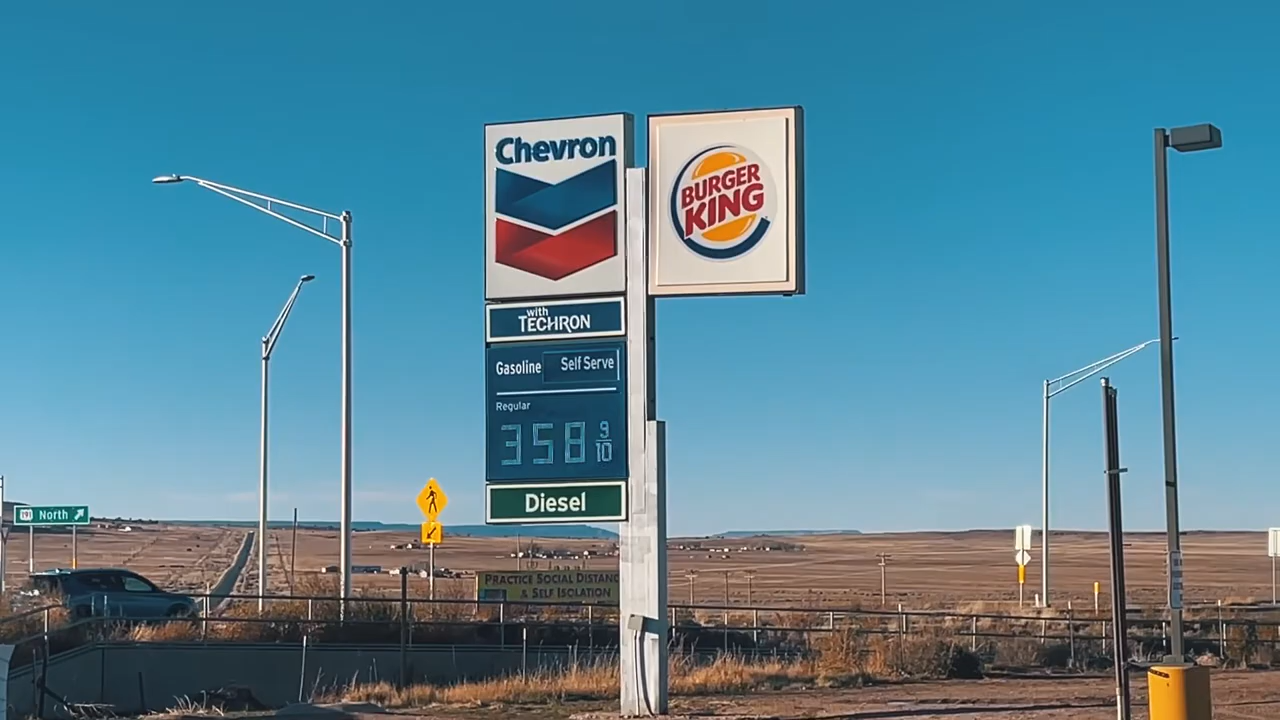 Chevron
with
TECHRON
Gasoline Self Serve
Regular
358 9/10
Diesel
BURGER
KING
191 North
PRACTICE SOCIAL DISTANC
& SELF ISOLATION